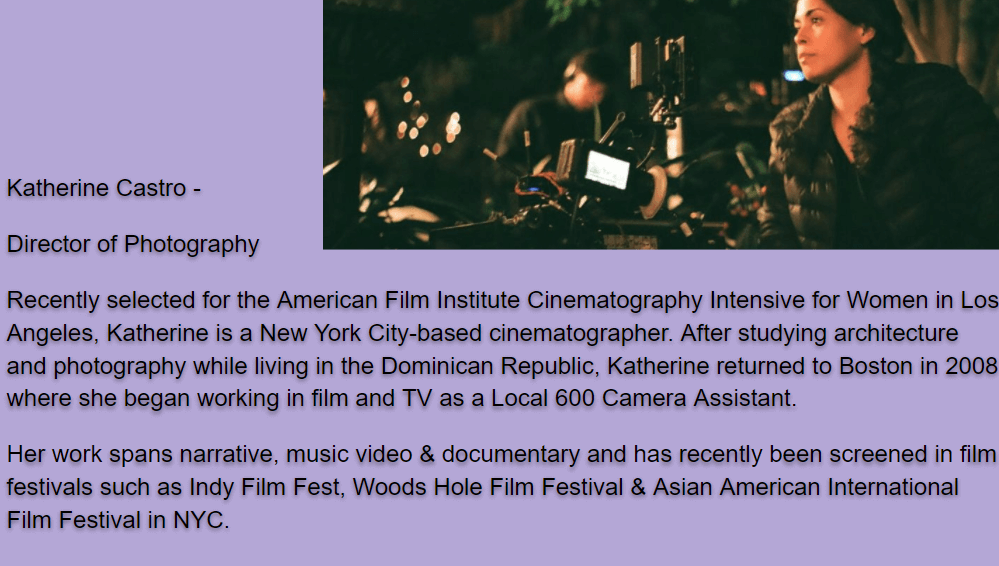 Katherine Castro -
Director of Photography
Recently selected for the American Film Institute Cinematography Intensive for Women in Los
Angeles, Katherine is a New York City-based cinematographer. After studying architecture
and photography while living in the Dominican Republic, Katherine returned to Boston in 2008
where she began working in film and TV as a Local 600 Camera Assistant.
Her work spans narrative, music video & documentary and has recently been screened in film
festivals such as Indy Film Fest, Woods Hole Film Festival & Asian American International
Film Festival in NYC.